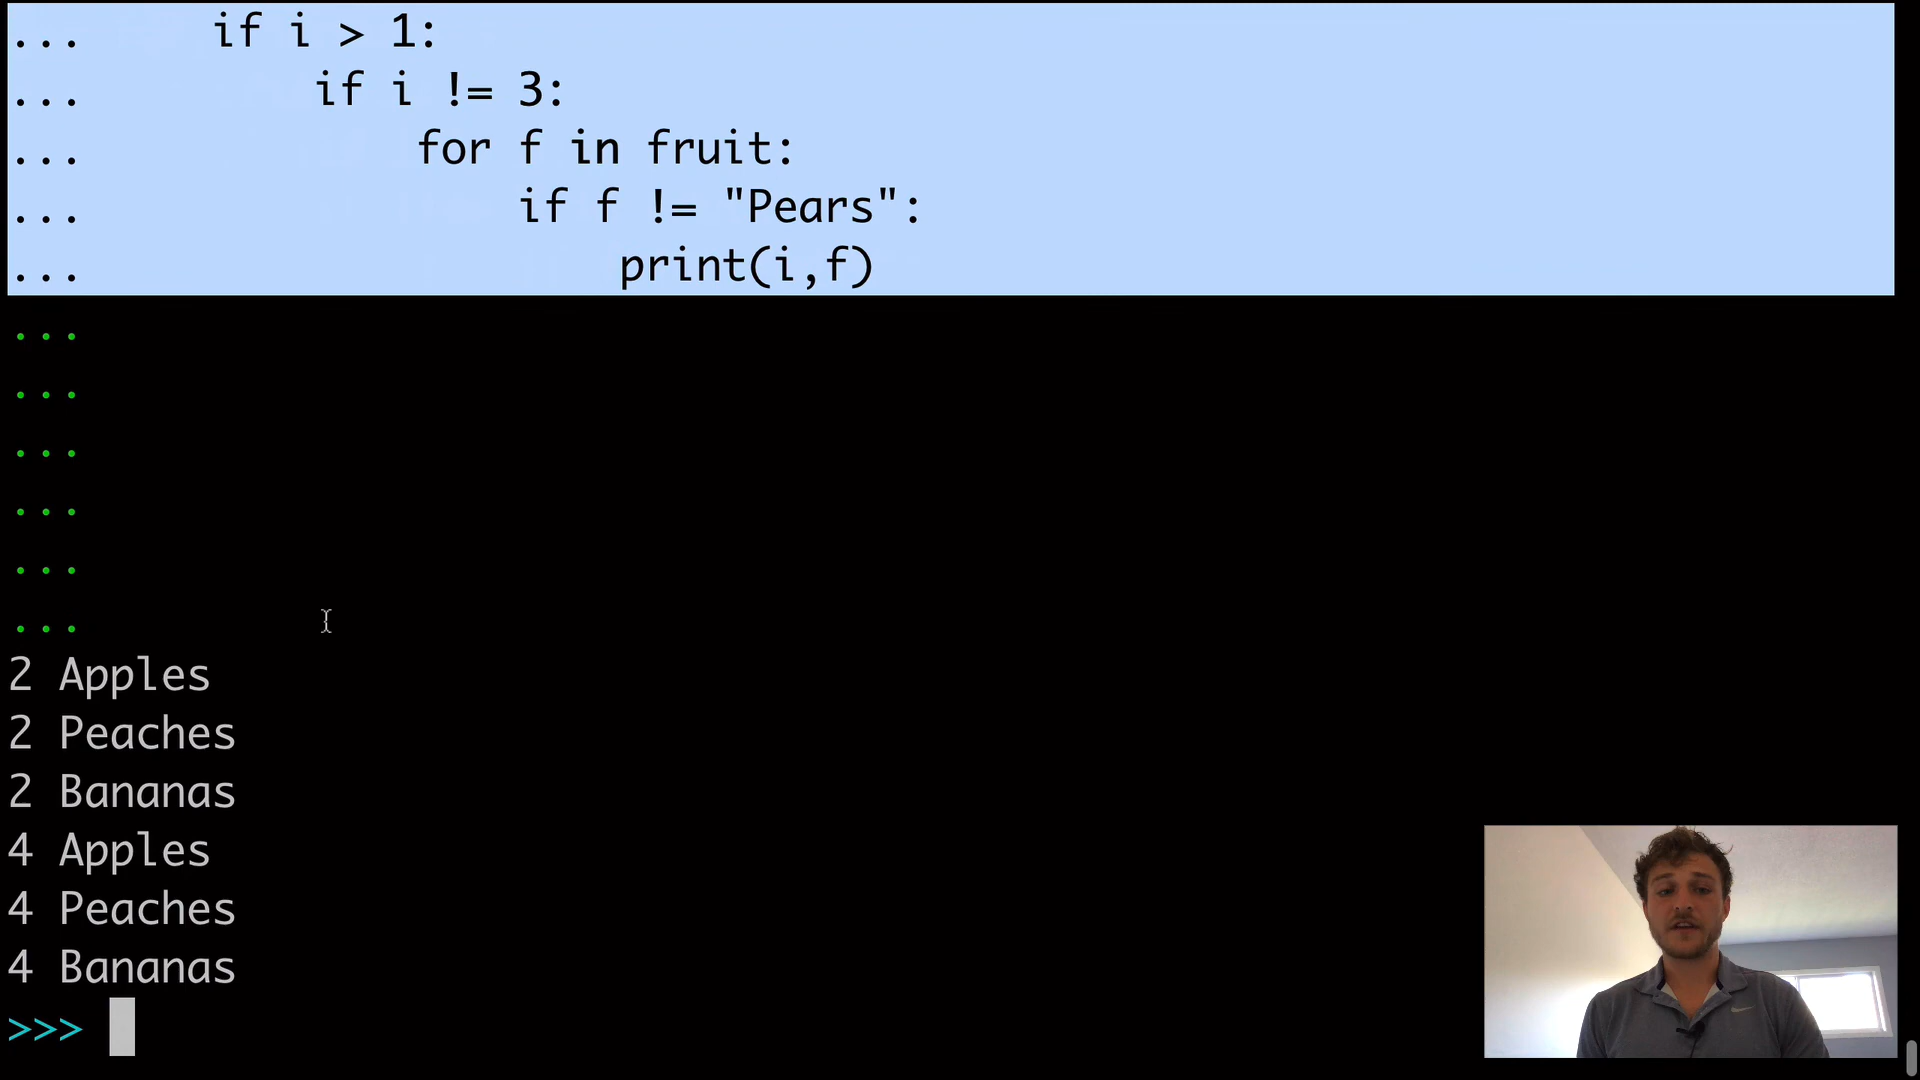 ...     if i > 1:
...         if i != 3:
...             for f in fruit:
...                 if f != "Pears":
...                     print(i,f)
...
...
...
...
...
...
2 Apples
2 Peaches
2 Bananas
4 Apples
4 Peaches
4 Bananas
>>>